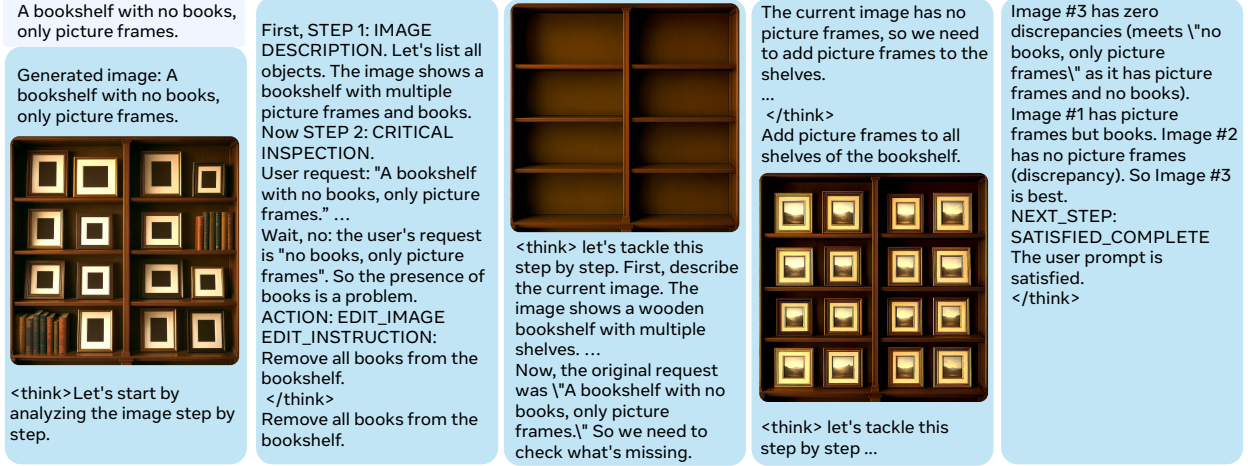 A bookshelf with no books,
only picture frames.
Generated image: A
bookshelf with no books,
only picture frames.
<think>Let's start by
analyzing the image step by
step.
First, STEP 1: IMAGE
DESCRIPTION. Let's list all
objects. The image shows a
bookshelf with multiple
picture frames and books.
Now STEP 2: CRITICAL
INSPECTION.
User request: "A bookshelf
with no books, only picture
frames.” ...
Wait, no: the user's request
is "no books, only picture
frames". So the presence of
books is a problem.
ACTION: EDIT_IMAGE
EDIT_INSTRUCTION:
Remove all books from the
bookshelf.
</think>
Remove all books from the
bookshelf.
<think> let's tackle this
step by step. First, describe
the current image. The
image shows a wooden
bookshelf with multiple
shelves. ...
Now, the original request
was \"A bookshelf with no
books, only picture
frames.\" So we need to
check what's missing.
The current image has no
picture frames, so we need
to add picture frames to the
shelves.
...
</think>
Add picture frames to all
shelves of the bookshelf.
<think> let's tackle this
step by step ...
Image #3 has zero
discrepancies (meets \"no
books, only picture
frames\" as it has picture
frames and no books).
Image #1 has picture
frames but books. Image #2
has no picture frames
(discrepancy). So Image #3
is best.
NEXT_STEP:
SATISFIED_COMPLETE
The user prompt is
satisfied.
</think>